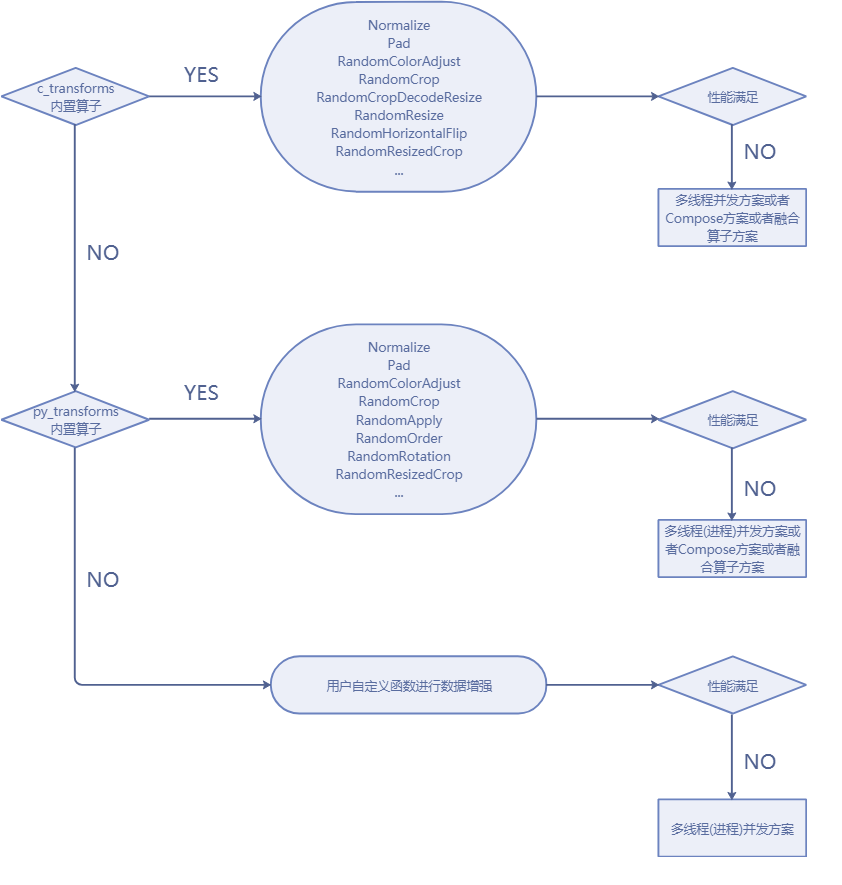 c_transforms
内置算子
YES
Normalize
Pad
RandomColorAdjust
RandomCrop
RandomCropDecodeResize
RandomResize
RandomHorizontalFlip
RandomResizedCrop
...
性能满足
NO
多线程并发方案或者
Compose方案或者融合
算子方案
NO
py_transforms
内置算子
YES
Normalize
Pad
RandomColorAdjust
RandomCrop
RandomApply
RandomOrder
RandomRotation
RandomResizedCrop
...
性能满足
NO
多线程(进程)并发方案或
者Compose方案或者融
合算子方案
NO
用户自定义函数进行数据增强
性能满足
NO
多线程(进程)并发方案